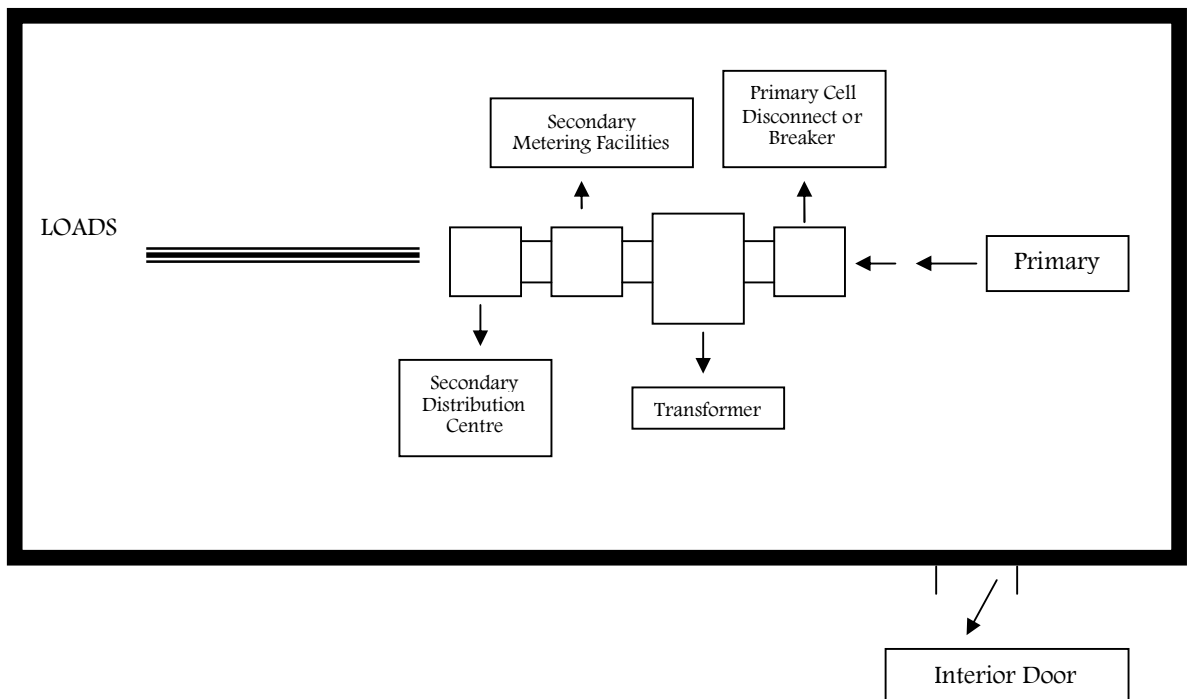 Primary Cell
Disconnect or
Breaker
Secondary
Metering Facilities
LOADS
Primary
Secondary
Distribution
Centre
Transformer
Interior Door